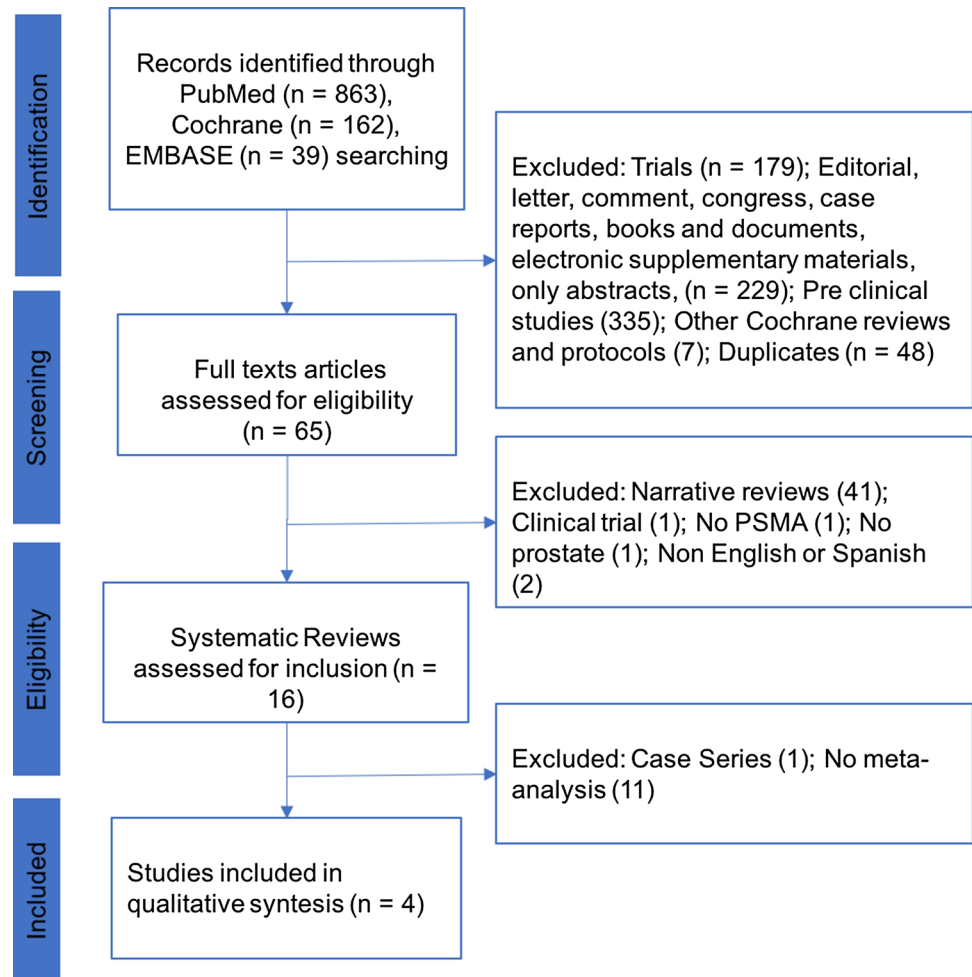 Identification
Records identified through
PubMed (n = 863),
Cochrane (n = 162),
EMBASE (n = 39) searching
Excluded: Trials (n = 179); Editorial,
letter, comment, congress, case
reports, books and documents,
electronic supplementary materials,
only abstracts, (n = 229); Pre clinical
studies (335); Other Cochrane reviews
and protocols (7); Duplicates (n = 48)
Screening
Full texts articles
assessed for eligibility
(n = 65)
Excluded: Narrative reviews (41);
Clinical trial (1); No PSMA (1); No
prostate (1); Non English or Spanish
(2)
Eligibility
Systematic Reviews
assessed for inclusion (n =
16)
Excluded: Case Series (1); No meta-
analysis (11)
Included
Studies included in
qualitative syntesis (n = 4)